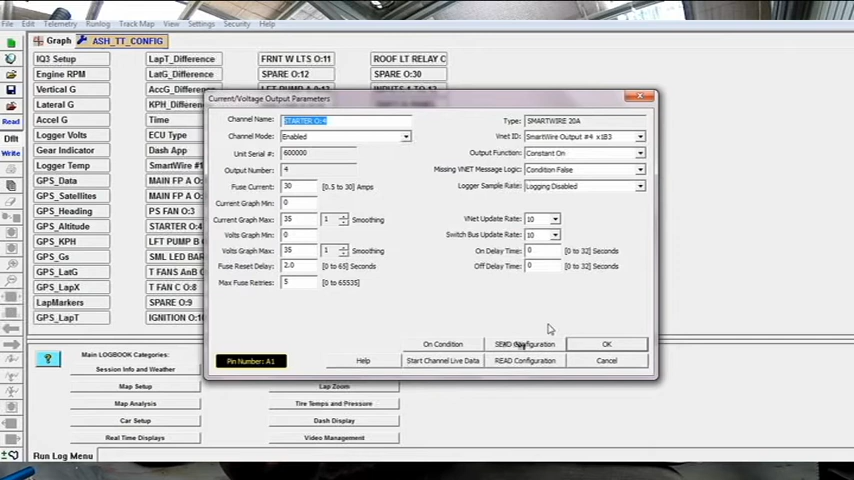 File Edit Telemetry Runlog Track Map View Settings Security Help
Graph ASH_TT_CONFIG
IQ3 Setup LapT_Difference FRNT W LTS O:11 ROOF LT RELAY C
Engine RPM LatG_Difference SPARE O:12 SPARE O:30
Vertical G AccG_Difference
Lateral G KPH_Difference
Accel G Time
Logger Volts ECU Type
Gear Indicator Dash App
Logger Temp SmartWire #1
GPS_Data MAIN FP A O:
GPS_Satellites MAIN FP B O:
GPS_Heading PS FAN O:3
GPS_Altitude STARTER O:4
GPS_KPH LFT PUMP B O
GPS_Gs SML LED BAR
GPS_LatG T FANS AnD C
GPS_LapX T FAN C O:8
LapMarkers SPARE O:9
GPS_LapT IGNITION O:10
Read
Dflt
Write
Current/Voltage Output Parameters
Channel Name: STARTER O:4 Type: SMARTWIRE 20A
Channel Mode: Enabled Vnet ID: SmartWire Output #4 x1B3
Unit Serial #: 600000 Output Function: Constant On
Output Number: 4 Missing VNET Message Logic: Condition False
Fuse Current: 30 [0.5 to 30] Amps Logger Sample Rate: Logging Disabled
Current Graph Min: 0
Current Graph Max: 35 1 Smoothing VNet Update Rate: 10
Volts Graph Min: 0 Switch Bus Update Rate: 10
Volts Graph Max: 35 1 Smoothing On Delay Time: 0 [0 to 32] Seconds
Fuse Reset Delay: 2.0 [0 to 65] Seconds Off Delay Time: 0 [0 to 32] Seconds
Max Fuse Retries: 5 [0 to 65535]
On Condition SEND Configuration OK
Pin Number: A1 Help Start Channel Live Data READ Configuration Cancel
? Main LOGBOOK Categories:
Session Info and Weather
Map Setup Lap Zoom
Map Analysis Tire Temps and Pressure
Car Setup Dash Display
Real Time Displays Video Management
Run Log Menu